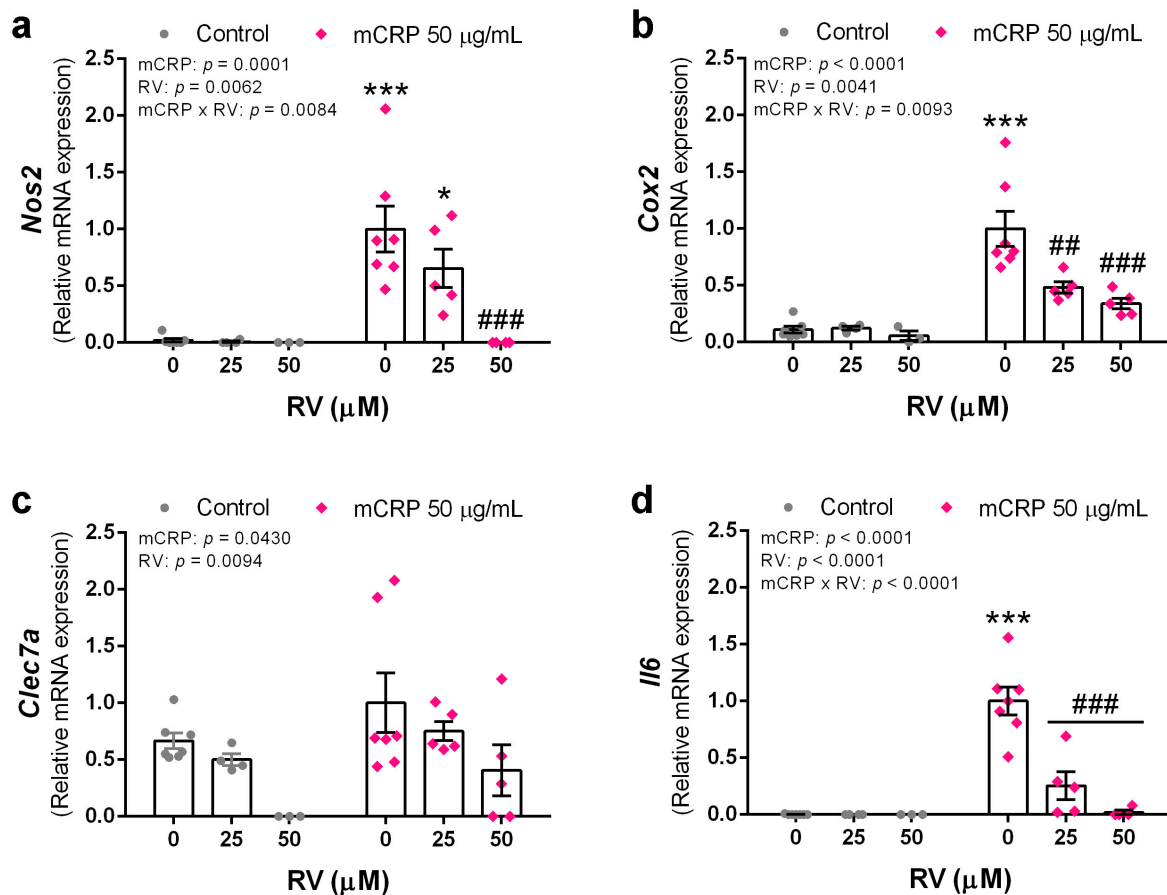 a
Control mCRP 50 μg/mL
mCRP: p = 0.0001
RV: p = 0.0062
mCRP x RV: p = 0.0084
Nos2
(Relative mRNA expression)
2.5
2.0
1.5
1.0
0.5
0.0
***
*
###
0 25 50 0 25 50
RV (μM)
b
Control mCRP 50 μg/mL
mCRP: p < 0.0001
RV: p = 0.0041
mCRP x RV: p = 0.0093
Cox2
(Relative mRNA expression)
2.5
2.0
1.5
1.0
0.5
0.0
***
##
###
0 25 50 0 25 50
RV (μM)
c
Control mCRP 50 μg/mL
mCRP: p = 0.0430
RV: p = 0.0094
Clec7a
(Relative mRNA expression)
2.5
2.0
1.5
1.0
0.5
0.0
0 25 50 0 25 50
RV (μM)
d
Control mCRP 50 μg/mL
mCRP: p < 0.0001
RV: p < 0.0001
mCRP x RV: p < 0.0001
Il6
(Relative mRNA expression)
2.5
2.0
1.5
1.0
0.5
0.0
***
###
0 25 50 0 25 50
RV (μM)